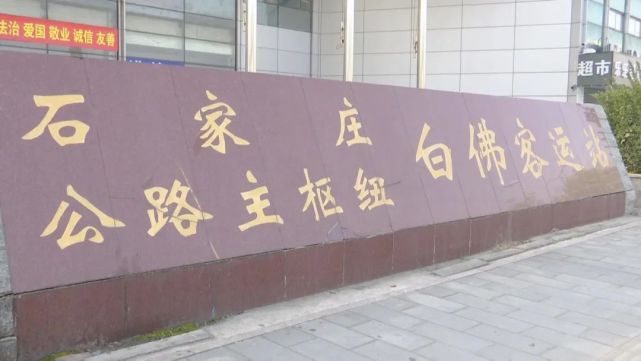 法治 爱国 敬业 诚信 友善
超市
石家庄
公路主枢纽
白佛客运站